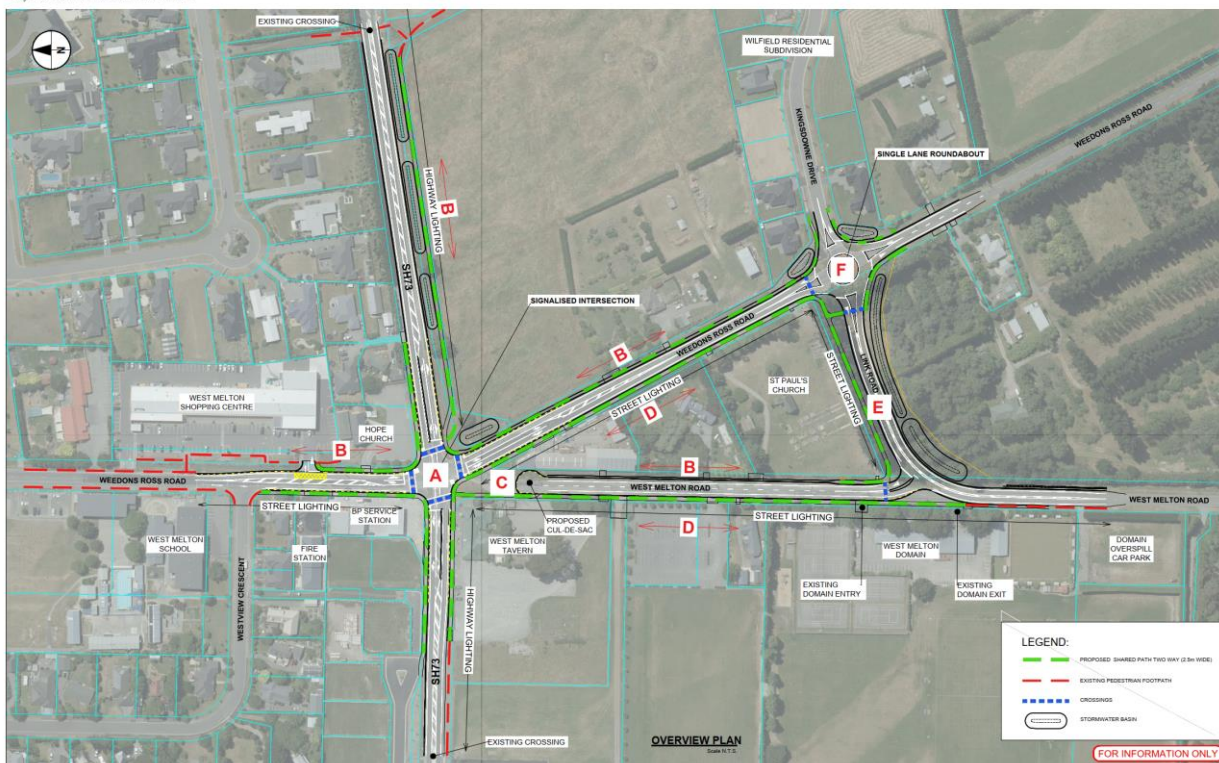 EXISTING CROSSING
N
WILFIELD RESIDENTIAL
SUBDIVISION
KINGSDOWNE DRIVE
WEEDONS ROSS ROAD
SINGLE LANE ROUNDABOUT
HIGHWAY LIGHTING
B
SH73
F
SIGNALISED INTERSECTION
B
WEEDONS ROSS ROAD
STREET LIGHTING
D
ST PAUL'S
CHURCH
STREET LIGHTING
LINK ROAD
E
WEST MELTON
SHOPPING CENTRE
HOPE
CHURCH
B
WEEDONS ROSS ROAD
A
C
B
WEST MELTON ROAD
WEST MELTON ROAD
STREET LIGHTING
BP SERVICE
STATION
WEST MELTON
SCHOOL
FIRE
STATION
WEST MELTON
TAVERN
PROPOSED
CUL-DE-SAC
D
STREET LIGHTING
WEST MELTON
DOMAIN
DOMAIN
OVERSPILL
CAR PARK
EXISTING
DOMAIN ENTRY
EXISTING
DOMAIN EXIT
WESTVIEW CRESCENT
HIGHWAY LIGHTING
SH73
EXISTING CROSSING
OVERVIEW PLAN
Scale N.T.S.
LEGEND:
PROPOSED SHARED PATH TWO WAY (2.5m WIDE)
EXISTING PEDESTRIAN FOOTPATH
CROSSINGS
STORMWATER BASIN
FOR INFORMATION ONLY